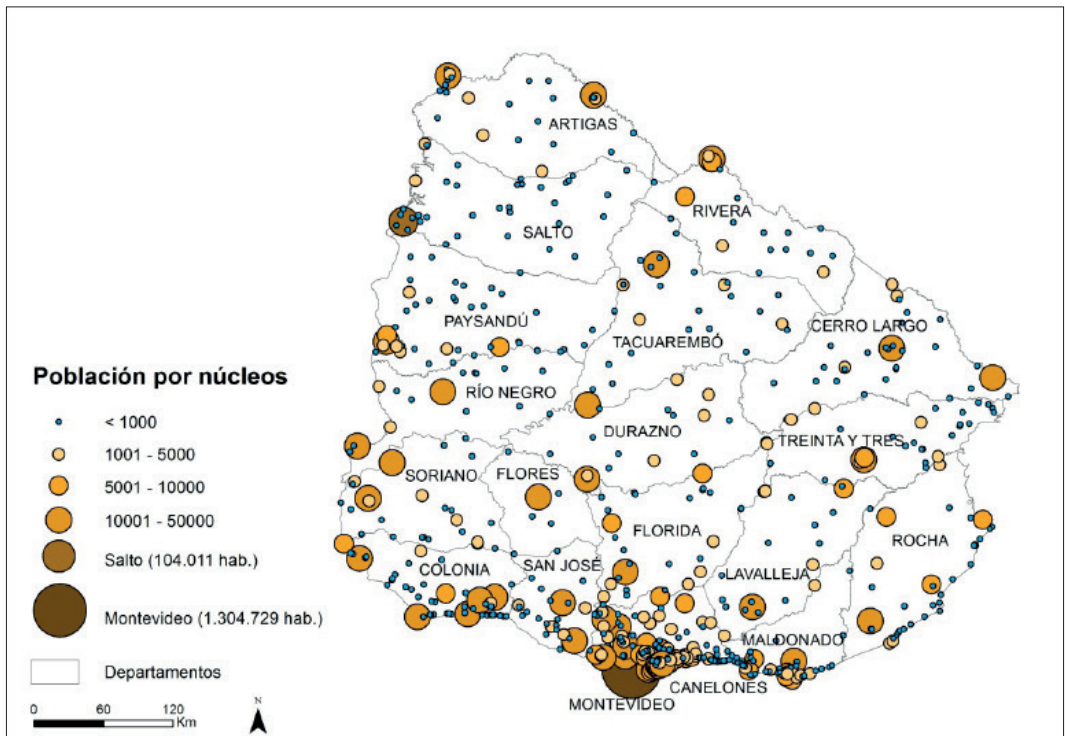 ARTIGAS
RIVERA
SALTO
PAYSANDÚ
TACUAREMBÓ
CERRO LARGO
Población por núcleos
RÍO NEGRO
DURAZNO
TREINTA Y TRES
< 1000
1001 - 5000
SORIANO
FLORES
5001 - 10000
10001 - 50000
FLORIDA
ROCHA
Salto (104.011 hab.)
COLONIA
SAN JOSÉ
LAVALLEJA
Montevideo (1.304.729 hab.)
MALDONADO
Departamentos
CANELONES
MONTEVIDEO
N
0 60 120
Km